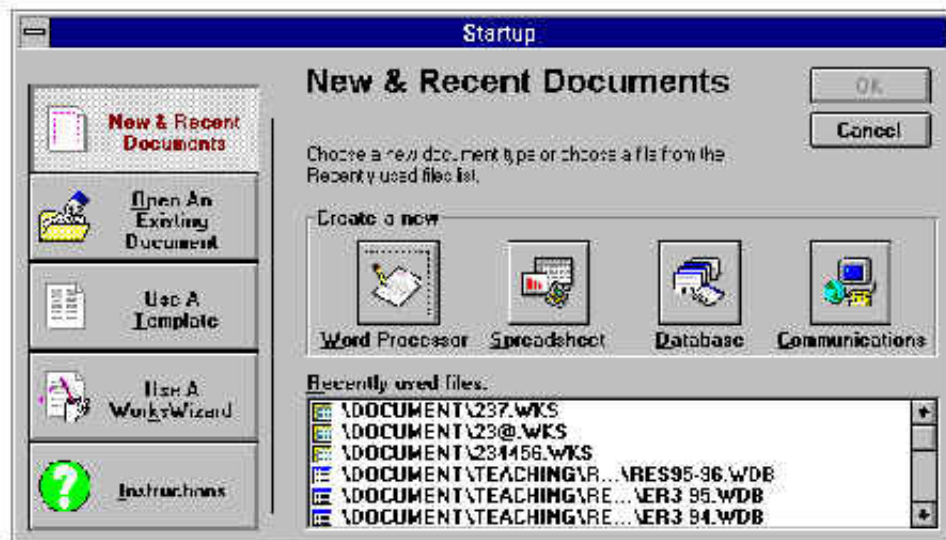 Startup
New & Recent
Documents
Open An
Existing
Document
Use A
Template
Use A
WorksWizard
Instructions
New & Recent Documents
OK
Cancel
Choose a new document type or choose a file from the
Recently used files list.
Create a new
Word Processor
Spreadsheet
Database
Communications
Recently used files:
\DOCUMENT\237.WKS
\DOCUMENT\23@.WKS
\DOCUMENT\234456.WKS
\DOCUMENT\TEACHING\R...\RES95-96.WDB
\DOCUMENT\TEACHING\RE...\ER3 95.WDB
\DOCUMENT\TEACHING\RE...\ER3 94.WDB